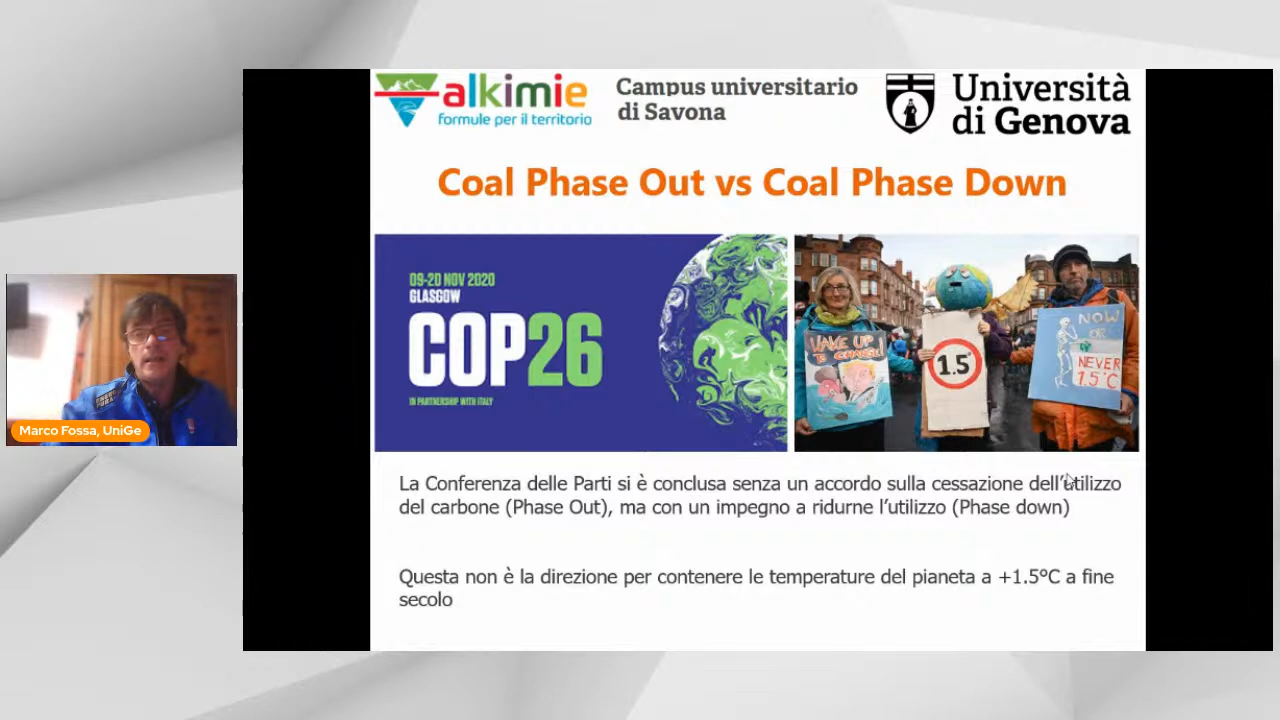 alkimie
formule per il territorio
Campus universitario
di Savona
Università
di Genova
Coal Phase Out vs Coal Phase Down
09-20 NOV 2020
GLASGOW
COP26
IN PARTNERSHIP WITH ITALY
WAKE UP!
TO CHANGE!
1.5°
NOW
OR
NEVER
1.5°C
Marco Fossa, UniGe
La Conferenza delle Parti si è conclusa senza un accordo sulla cessazione dell'utilizzo
del carbone (Phase Out), ma con un impegno a ridurne l'utilizzo (Phase down)
Questa non è la direzione per contenere le temperature del pianeta a +1.5°C a fine
secolo